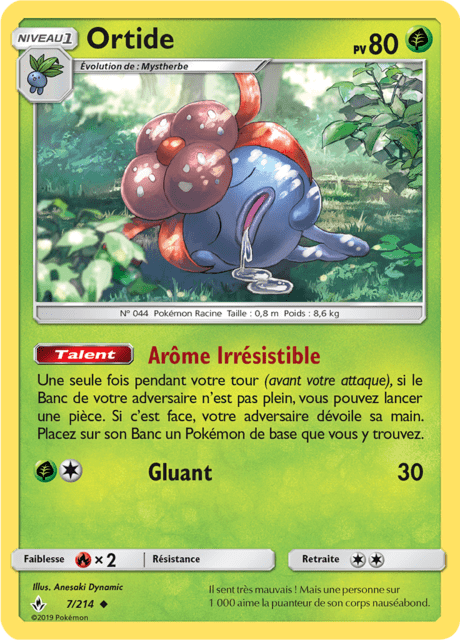 NIVEAU 1
Ortide
PV 80
Évolution de : Mystherbe
N° 044 Pokémon Racine Taille : 0,8 m Poids : 8,6 kg
Talent Arôme Irrésistible
Une seule fois pendant votre tour (avant votre attaque), si le
Banc de votre adversaire n'est pas plein, vous pouvez lancer
une pièce. Si c'est face, votre adversaire dévoile sa main.
Placez sur son Banc un Pokémon de base que vous y trouvez.
Gluant 30
Faiblesse × 2 Résistance Retraite
Illus. Anesaki Dynamic
7/214
©2019 Pokémon
Il sent très mauvais ! Mais une personne sur
1 000 aime la puanteur de son corps nauséabond.